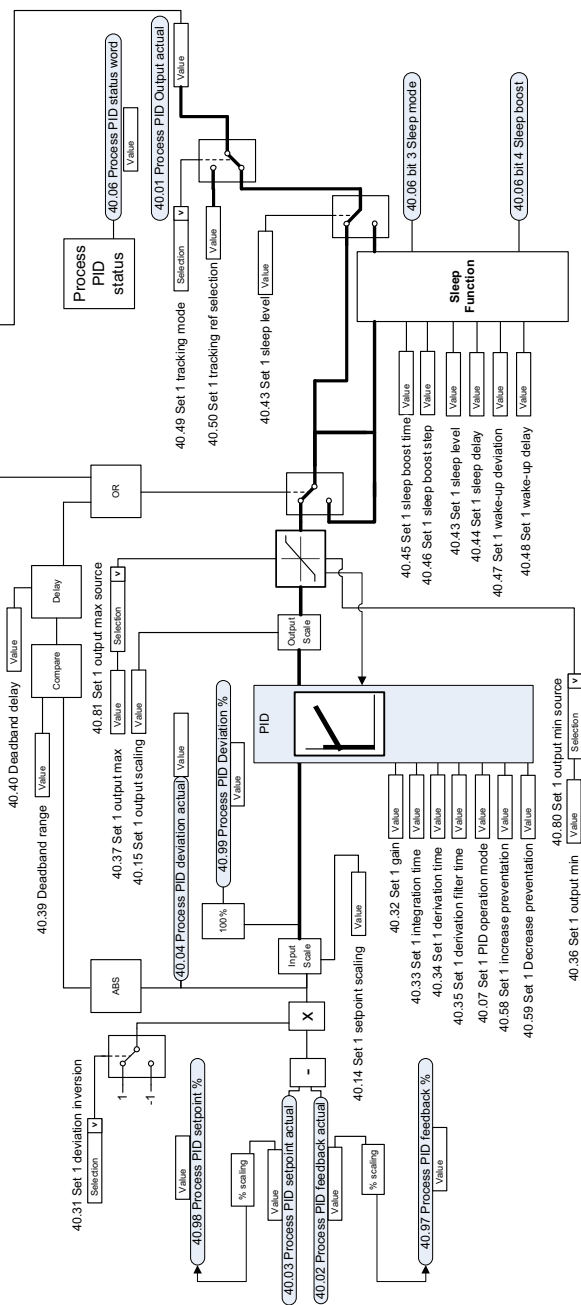 40.31 Set 1 deviation inversion
Selection
v
1
-1
Value
40.98 Process PID setpoint %
% scaling
Value
40.03 Process PID setpoint actual
40.02 Process PID feedback actual
Value
% scaling
40.97 Process PID feedback %
Value
-
X
ABS
40.14 Set 1 setpoint scaling
Value
Input
Scale
100%
40.04 Process PID deviation actual
Value
40.99 Process PID Deviation %
Value
40.39 Deadband range
Value
40.40 Deadband delay
Value
Compare
Delay
OR
40.37 Set 1 output max
Value
40.81 Set 1 output max source
Selection
v
40.15 Set 1 output scaling
Value
PID
Output
Scale
40.32 Set 1 gain
Value
40.33 Set 1 integration time
Value
40.34 Set 1 derivation time
Value
40.35 Set 1 derivation filter time
Value
40.07 Set 1 PID operation mode
Value
40.58 Set 1 increase preventation
Value
40.59 Set 1 Decrease preventation
Value
40.36 Set 1 output min
Value
40.80 Set 1 output min source
Selection
v
40.45 Set 1 sleep boost time
Value
40.46 Set 1 sleep boost step
Value
40.43 Set 1 sleep level
Value
40.44 Set 1 sleep delay
Value
40.47 Set 1 wake-up deviation
Value
40.48 Set 1 wake-up delay
Value
Sleep
Function
40.06 bit 3 Sleep mode
40.06 bit 4 Sleep boost
40.43 Set 1 sleep level
Value
40.50 Set 1 tracking ref selection
Value
40.49 Set 1 tracking mode
Selection
v
Process
PID
status
40.06 Process PID status word
Value
40.01 Process PID Output actual
Value